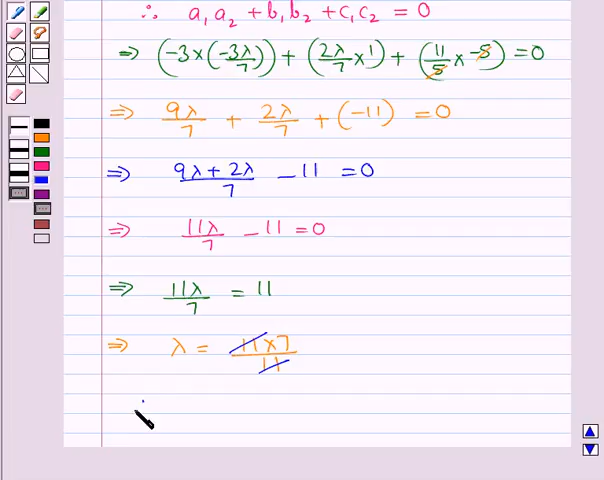 ∴ a₁a₂ + b₁b₂ + c₁c₂ = 0
⇒ (-3×(-3λ/7)) + (2λ/7 × 1) + (11/5 × -5) = 0
⇒ 9λ/7 + 2λ/7 + (-11) = 0
⇒ 9λ+2λ/7 - 11 = 0
⇒ 11λ/7 - 11 = 0
⇒ 11λ/7 = 11
⇒ λ = 11×7/11